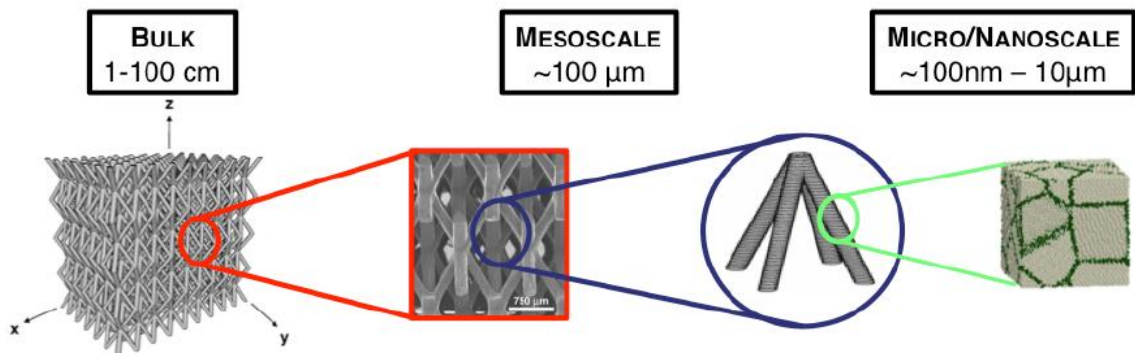 BULK
1-100 cm
MESOSCALE
~100 µm
MICRO/NANOSCALE
~100nm – 10µm
z
x
y
750 µm